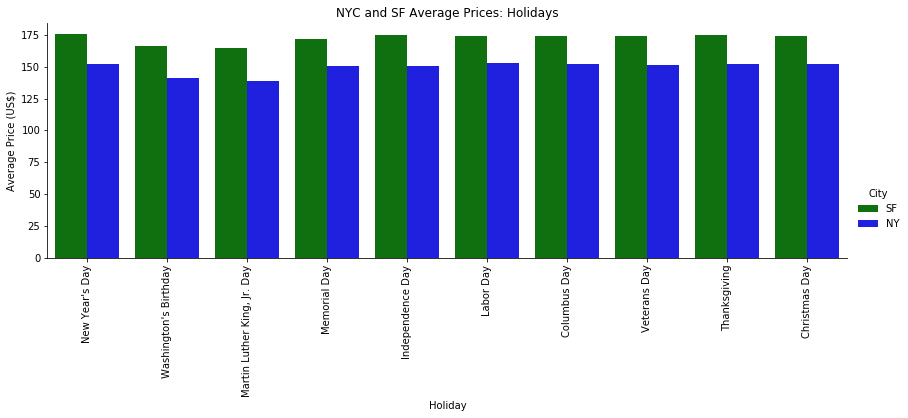 NYC and SF Average Prices: Holidays
Average Price (US$)
175
150
125
100
75
50
25
0
New Year's Day
Washington's Birthday
Martin Luther King, Jr. Day
Memorial Day
Independence Day
Labor Day
Columbus Day
Veterans Day
Thanksgiving
Christmas Day
Holiday
City
SF
NY